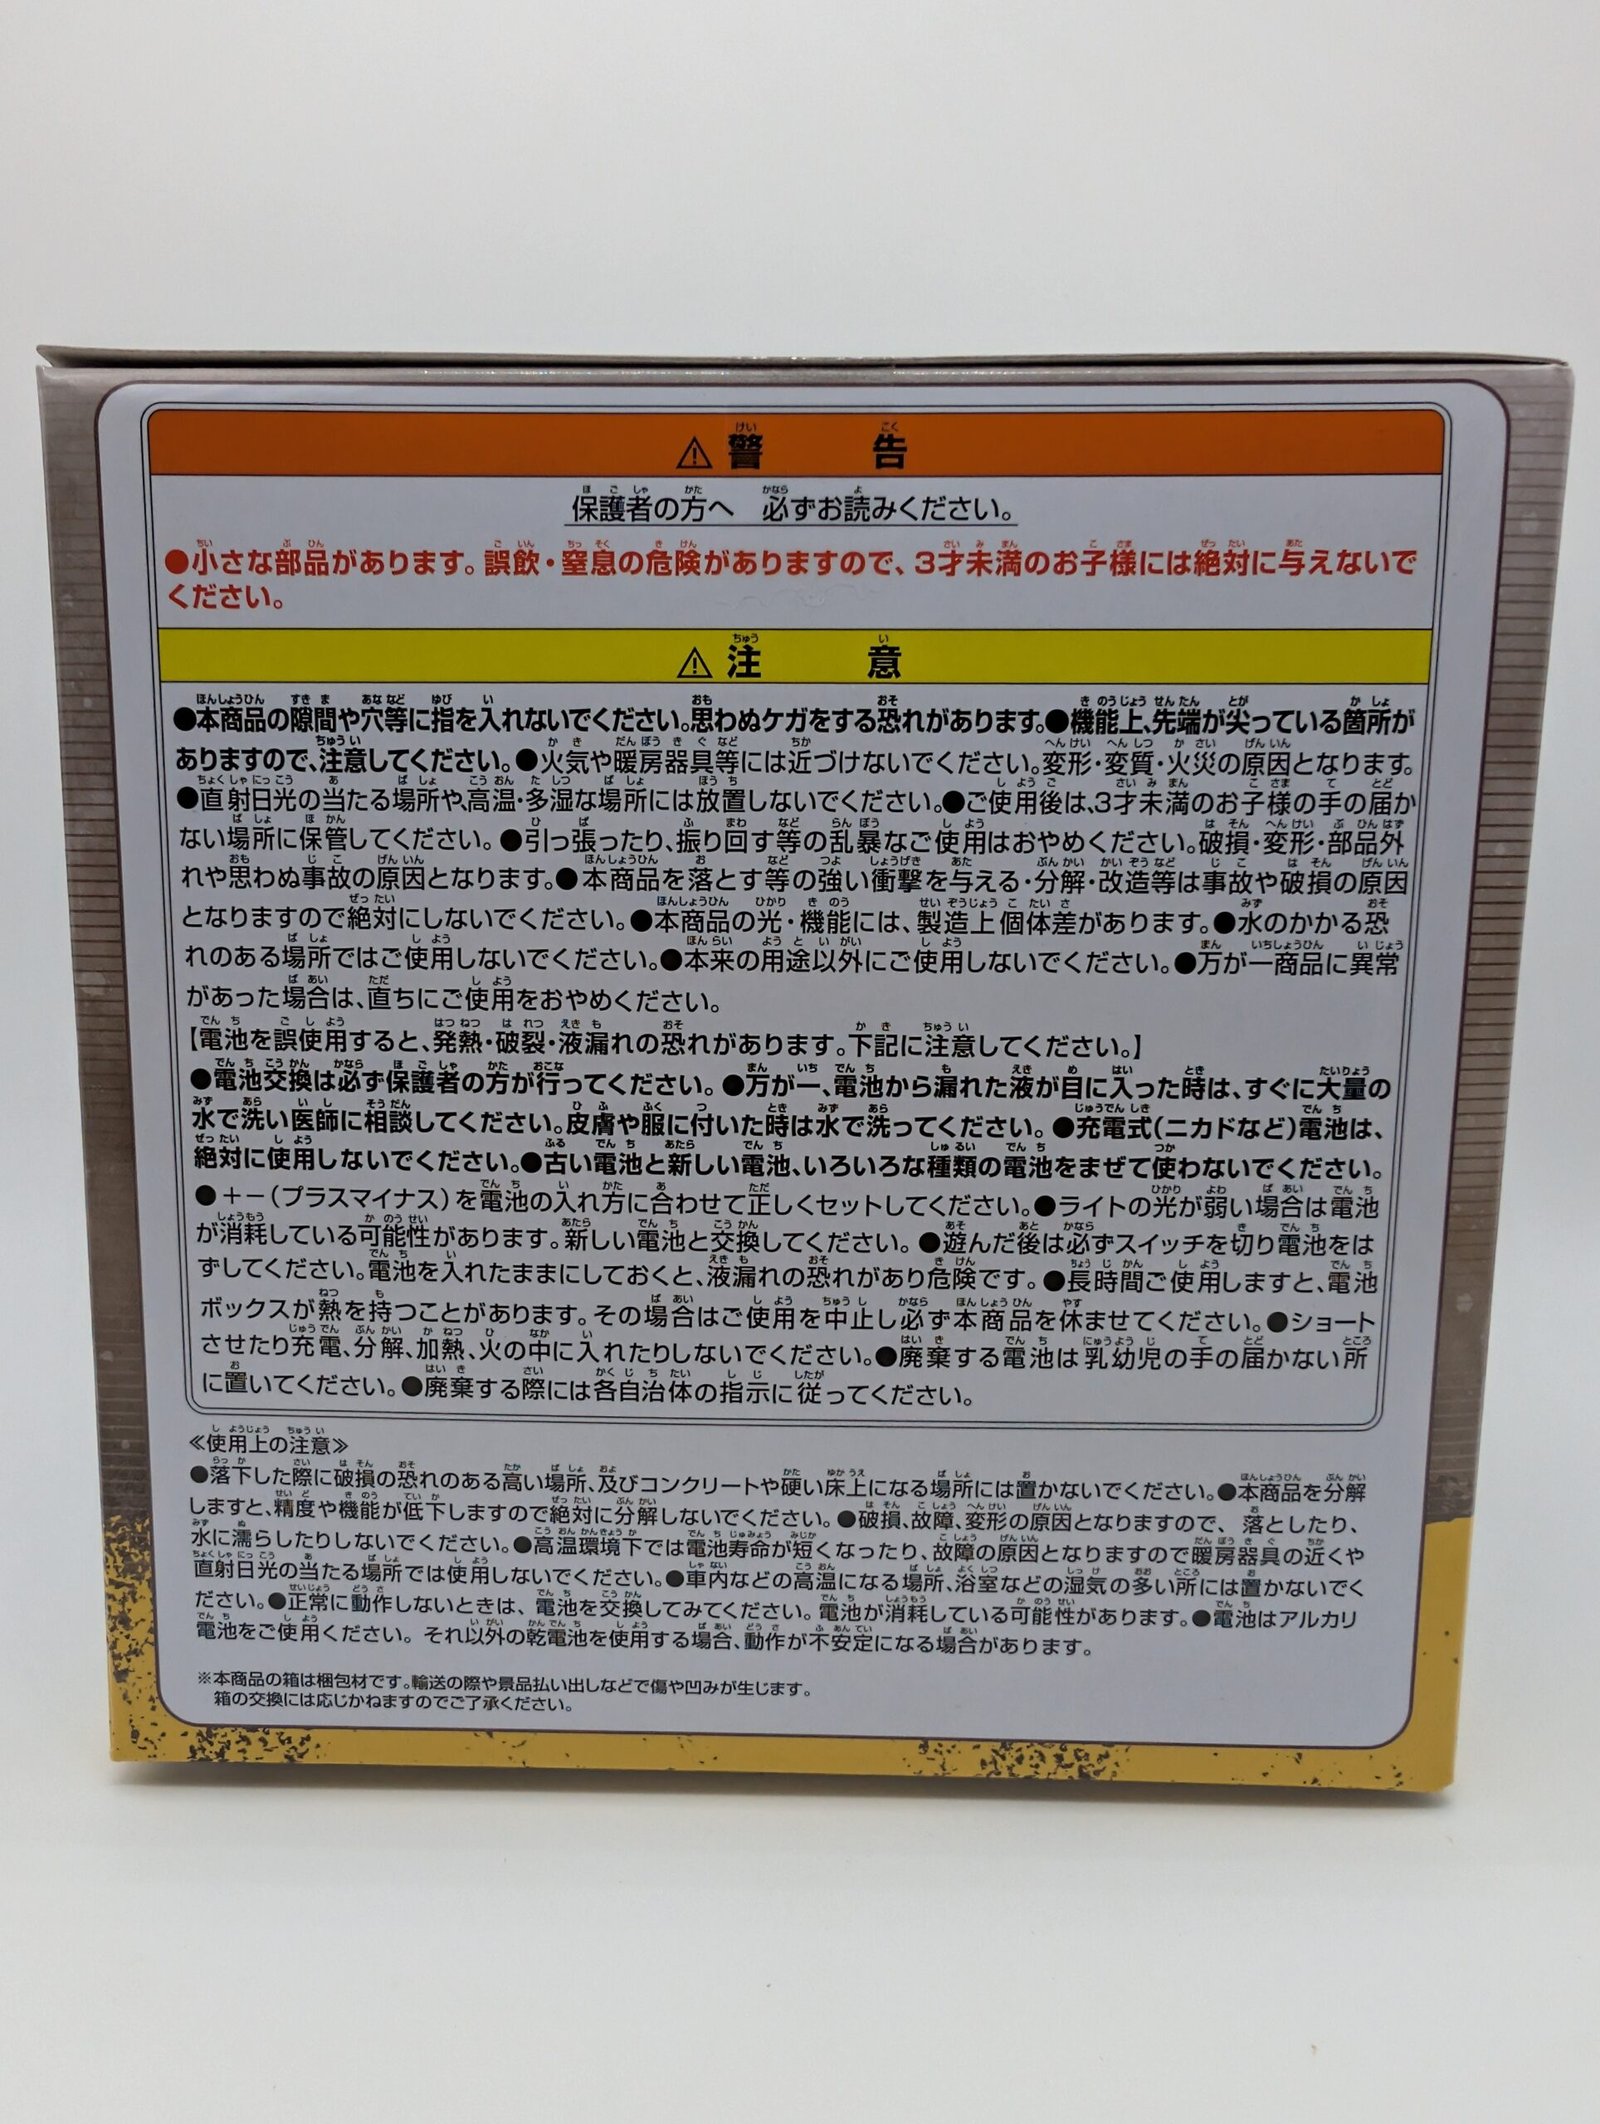 ⚠警告
保護者の方へ 必ずお読みください。
●小さな部品があります。誤飲・窒息の危険がありますので、3才未満のお子様には絶対に与えないで
ください。
⚠注意
●本商品の隙間や穴等に指を入れないでください。思わぬケガをする恐れがあります。●機能上、先端が尖っている箇所が
ありますので、注意してください。●火気や暖房器具等には近づけないでください。変形・変質・火災の原因となります。
●直射日光の当たる場所や、高温・多湿な場所には放置しないでください。●ご使用後は、3才未満のお子様の手の届か
ない場所に保管してください。●引っ張ったり、振り回す等の乱暴なご使用はおやめください。破損・変形・部品外
れや思わぬ事故の原因となります。●本商品を落とす等の強い衝撃を与える・分解・改造等は事故や破損の原因
となりますので絶対にしないでください。●本商品の光・機能には、製造上個体差があります。●水のかかる恐
れのある場所ではご使用しないでください。●本来の用途以外にご使用しないでください。●万が一商品に異常
があった場合は、直ちにご使用をおやめください。
【電池を誤使用すると、発熱・破裂・液漏れの恐れがあります。下記に注意してください。】
●電池交換は必ず保護者の方が行ってください。●万が一、電池から漏れた液が目に入った時は、すぐに大量の
水で洗い医師に相談してください。皮膚や服に付いた時は水で洗ってください。●充電式(ニカドなど)電池は、
絶対に使用しないでください。●古い電池と新しい電池、いろいろな種類の電池をまぜて使わないでください。
●＋−(プラスマイナス)を電池の入れ方に合わせて正しくセットしてください。●ライトの光が弱い場合は電池
が消耗している可能性があります。新しい電池と交換してください。●遊んだ後は必ずスイッチを切り電池をは
ずしてください。電池を入れたままにしておくと、液漏れの恐れがあり危険です。●長時間ご使用しますと、電池
ボックスが熱を持つことがあります。その場合はご使用を中止し必ず本商品を休ませてください。●ショート
させたり充電、分解、加熱、火の中に入れたりしないでください。●廃棄する電池は乳幼児の手の届かない所
に置いてください。●廃棄する際には各自治体の指示に従ってください。
≪使用上の注意≫
●落下した際に破損の恐れのある高い場所、及びコンクリートや硬い床上になる場所には置かないでください。●本商品を分解
しますと、精度や機能が低下しますので絶対に分解しないでください。●破損、故障、変形の原因となりますので、落としたり、
水に濡らしたりしないでください。●高温環境下では電池寿命が短くなったり、故障の原因となりますので暖房器具の近くや
直射日光の当たる場所では使用しないでください。●車内などの高温になる場所、浴室などの湿気の多い所には置かないでく
ださい。●正常に動作しないときは、電池を交換してみてください。電池が消耗している可能性があります。●電池はアルカリ
電池をご使用ください。それ以外の乾電池を使用する場合、動作が不安定になる場合があります。
※本商品の箱は梱包材です。輸送の際や景品払い出しなどで傷や凹みが生じます。
箱の交換には応じかねますのでご了承ください。